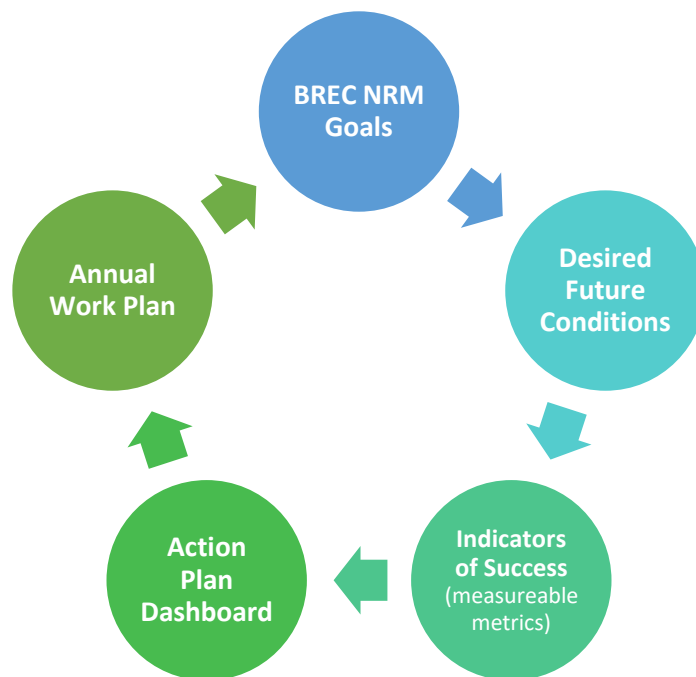 BREC NRM
Goals
Desired
Future
Conditions
Indicators
of Success
(measureable
metrics)
Action
Plan
Dashboard
Annual
Work Plan